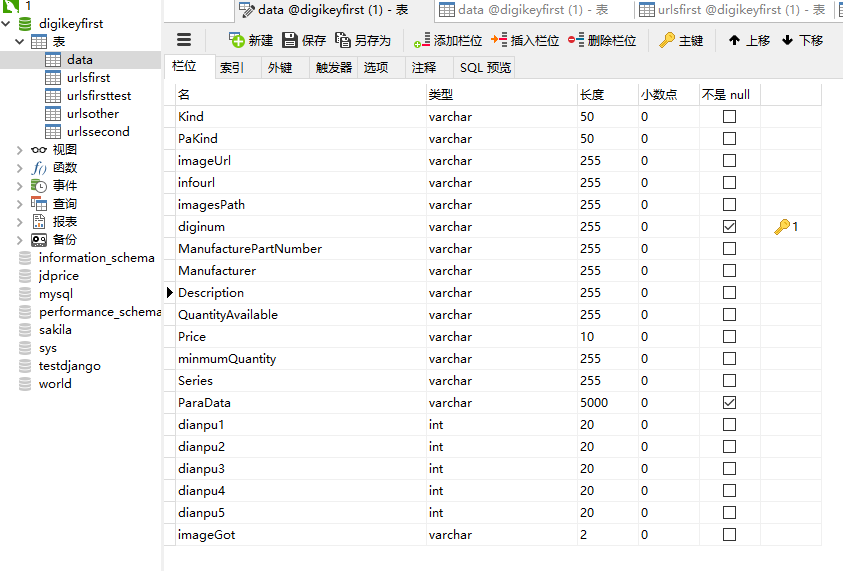 1
digikeyfirst
表
data
urlsfirst
urlsfirsttest
urlsother
urlssecond
视图
函数
事件
查询
报表
备份
information_schema
jdprice
mysql
performance_schema
sakila
sys
testdjango
world
data @digikeyfirst (1) - 表
data @digikeyfirst (1) - 表
urlsfirst @digikeyfirst (1) - 表
新建 保存 另存为 添加栏位 插入栏位 删除栏位 主键 上移 下移
栏位 索引 外键 触发器 选项 注释 SQL 预览
名 类型 长度 小数点 不是 null
Kind varchar 50 0
PaKind varchar 50 0
imageUrl varchar 255 0
infourl varchar 255 0
imagesPath varchar 255 0
diginum varchar 255 0 1
ManufacturePartNumber varchar 255 0
Manufacturer varchar 255 0
Description varchar 255 0
QuantityAvailable varchar 255 0
Price varchar 10 0
minmumQuantity varchar 255 0
Series varchar 255 0
ParaData varchar 5000 0
dianpu1 int 20 0
dianpu2 int 20 0
dianpu3 int 20 0
dianpu4 int 20 0
dianpu5 int 20 0
imageGot varchar 2 0